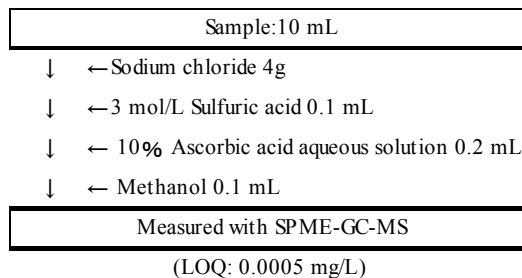 Sample:10 mL
↓ ←Sodium chloride 4g
↓ ←3 mol/L Sulfuric acid 0.1 mL
↓ ← 10% Ascorbic acid aqueous solution 0.2 mL
↓ ← Methanol 0.1 mL
Measured with SPME-GC-MS
(LOQ: 0.0005 mg/L)